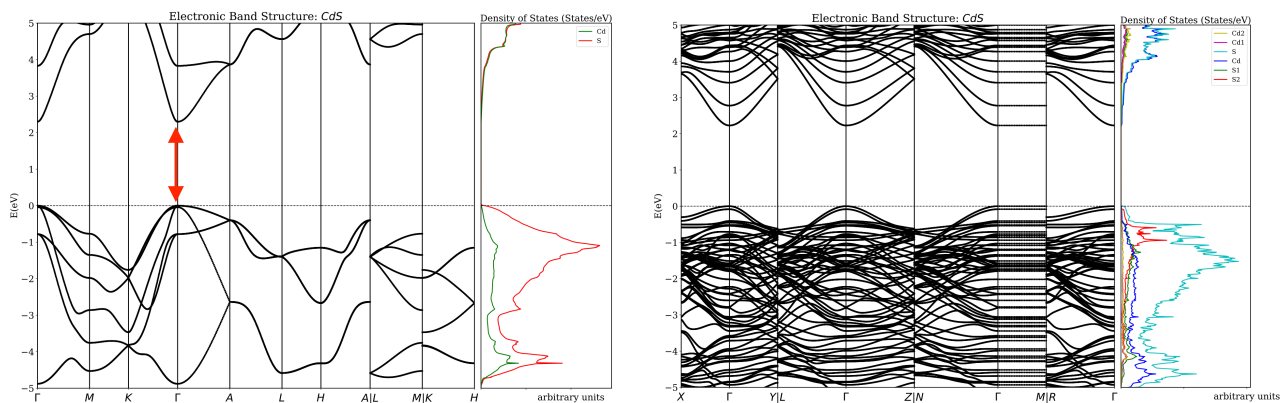 Electronic Band Structure: CdS
Density of States (States/eV)
Cd
S
E(eV)
5
4
3
2
1
0
−1
−2
−3
−4
−5
Γ M K Γ A L H A|L M|K H
arbitrary units
Electronic Band Structure: CdS
Density of States (States/eV)
Cd2
Cd1
S
Cd
S1
S2
E(eV)
5
4
3
2
1
0
−1
−2
−3
−4
−5
X Γ Y|L Γ Z|N Γ M|R Γ
arbitrary units